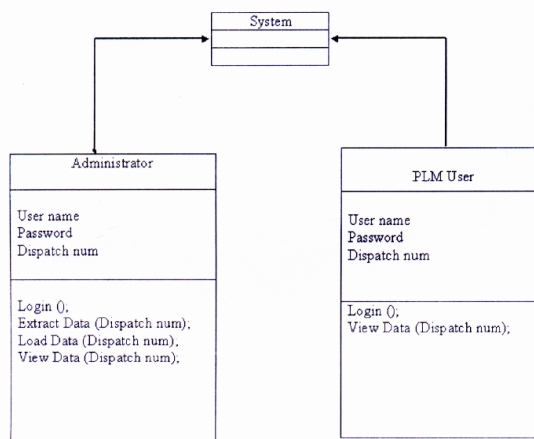 System
Administrator
User name
Password
Dispatch num
Login ();
Extract Data (Dispatch num);
Load Data (Dispatch num);
View Data (Dispatch num);
PLM User
User name
Password
Dispatch num
Login ();
View Data (Dispatch num);